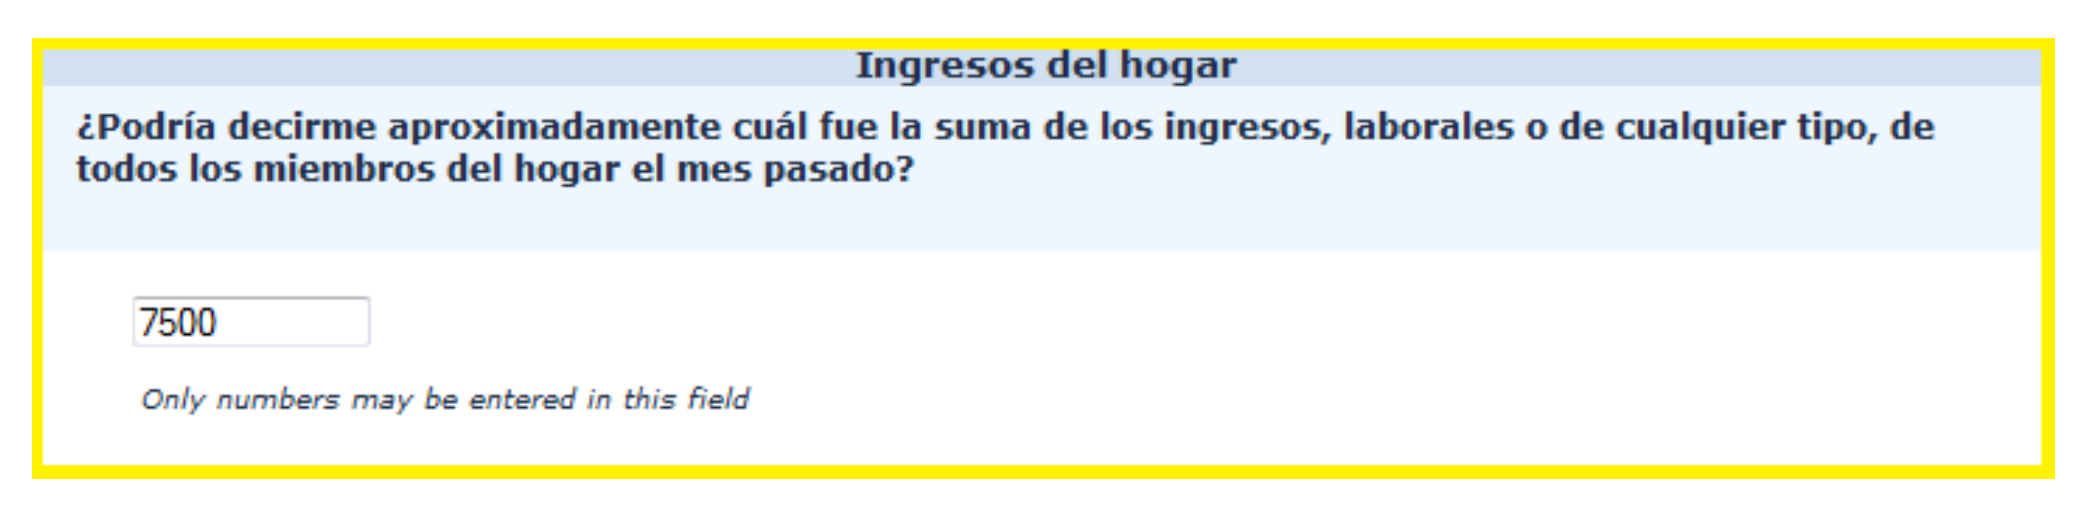 Ingresos del hogar
¿Podría decirme aproximadamente cuál fue la suma de los ingresos, laborales o de cualquier tipo, de
todos los miembros del hogar el mes pasado?
7500
Only numbers may be entered in this field